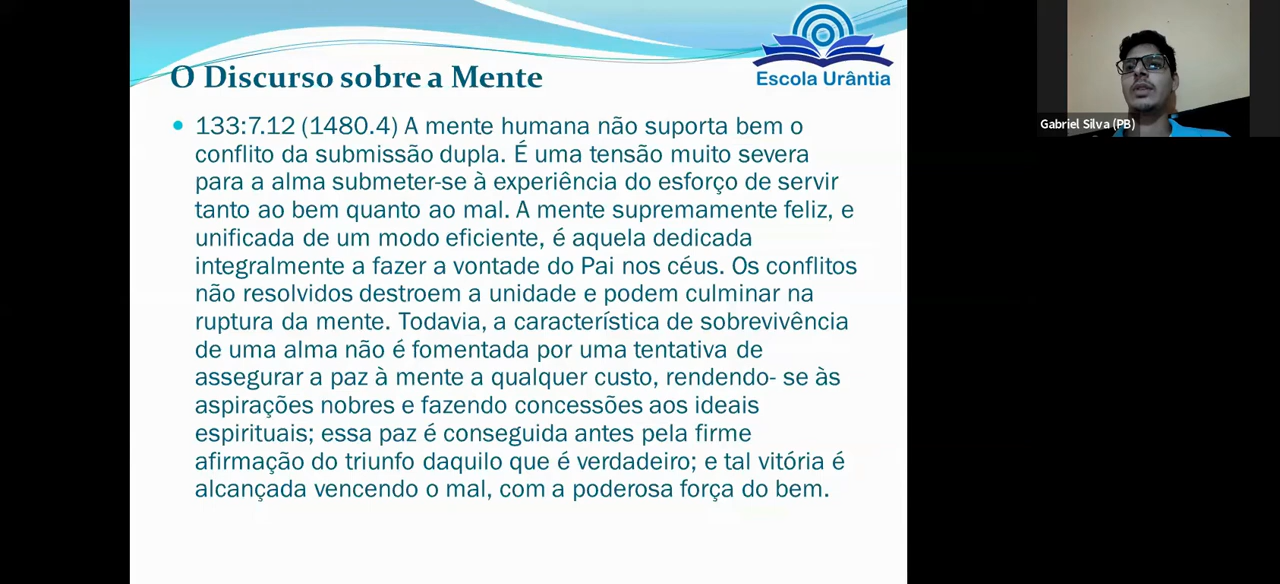 O Discurso sobre a Mente
Escola Urântia
Gabriel Silva (PB)
• 133:7.12 (1480.4) A mente humana não suporta bem o
conflito da submissão dupla. É uma tensão muito severa
para a alma submeter-se à experiência do esforço de servir
tanto ao bem quanto ao mal. A mente supremamente feliz, e
unificada de um modo eficiente, é aquela dedicada
integralmente a fazer a vontade do Pai nos céus. Os conflitos
não resolvidos destroem a unidade e podem culminar na
ruptura da mente. Todavia, a característica de sobrevivência
de uma alma não é fomentada por uma tentativa de
assegurar a paz à mente a qualquer custo, rendendo- se às
aspirações nobres e fazendo concessões aos ideais
espirituais; essa paz é conseguida antes pela firme
afirmação do triunfo daquilo que é verdadeiro; e tal vitória é
alcançada vencendo o mal, com a poderosa força do bem.